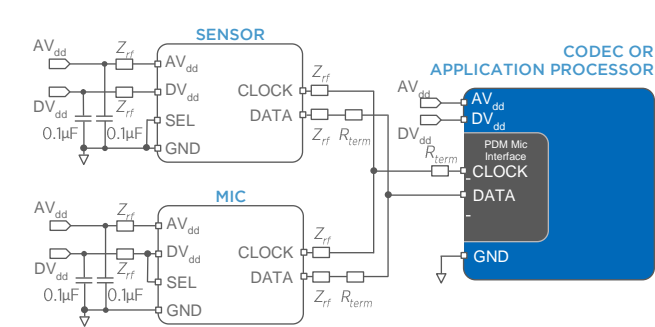 SENSOR
AVdd
Zrf
AVdd
DVdd
Zrf
DVdd
0.1µF
0.1µF
SEL
GND
CLOCK
DATA
Zrf
Zrf
Rterm
CODEC OR
APPLICATION PROCESSOR
AVdd
AVdd
DVdd
DVdd
PDM Mic
Interface
Rterm
CLOCK
DATA
GND
MIC
AVdd
Zrf
AVdd
DVdd
Zrf
DVdd
0.1µF
0.1µF
SEL
GND
CLOCK
DATA
Zrf
Zrf
Rterm